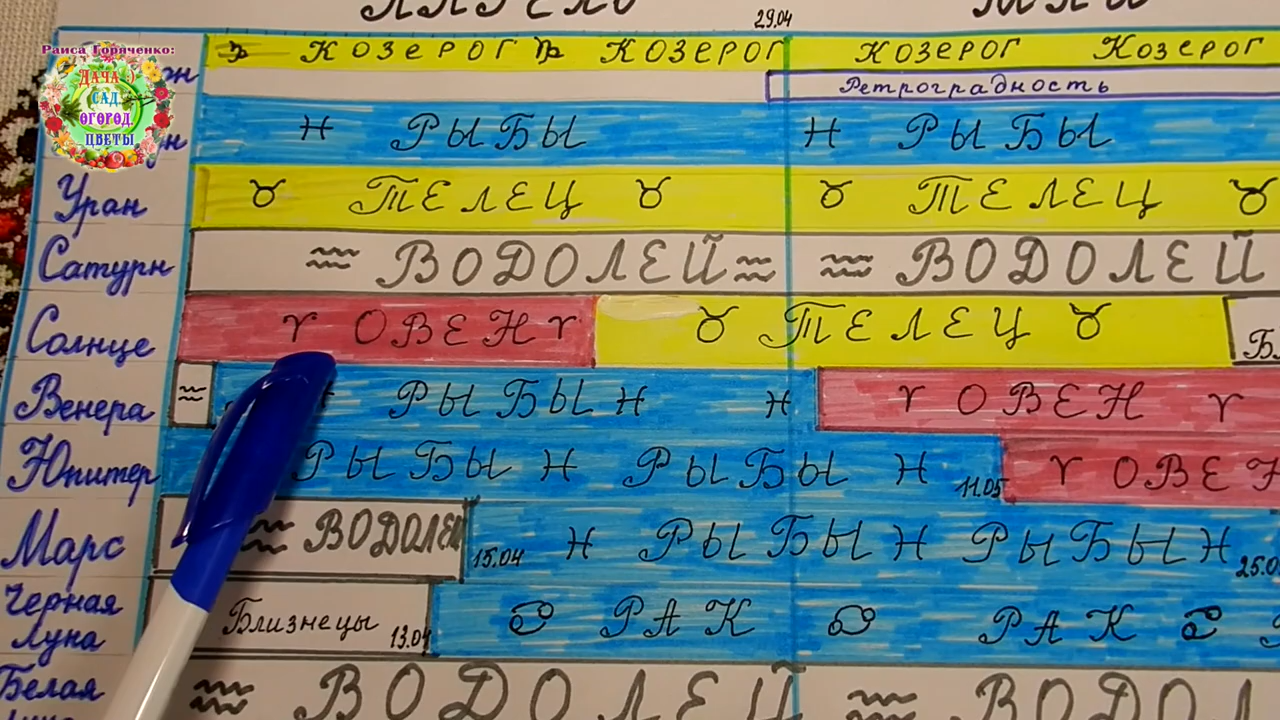 29.04
Раиса Горяченко:
Дача :)
САД,
ОГОРОД,
ЦВЕТЫ
♑ КОЗЕРОГ ♑ КОЗЕРОГ КОЗЕРОГ КОЗЕРОГ
Ретроградность
♓ РЫБЫ ♓ РЫБЫ
Уран ♉ ТЕЛЕЦ ♉ ♉ ТЕЛЕЦ ♉
Сатурн ♒ ВОДОЛЕЙ ♒ ♒ ВОДОЛЕЙ
Солнце ♈ ОВЕН ♈ ♉ ТЕЛЕЦ ♉ Бл
Венера ♒ РЫБЫ ♓ ♓ ♈ ОВЕН ♈
Юпитер РЫБЫ ♓ РЫБЫ ♓ 11.05 ♈ ОВЕН
Марс ♒ ВОДОЛЕЙ 15.04 ♓ РЫБЫ ♓ РЫБЫ ♓ 25.0
Черная Луна Близнецы 13.04 ♋ РАК ♋ РАК ♋
Белая ♒ ВОДОЛЕЙ ♒ ВОДОЛ